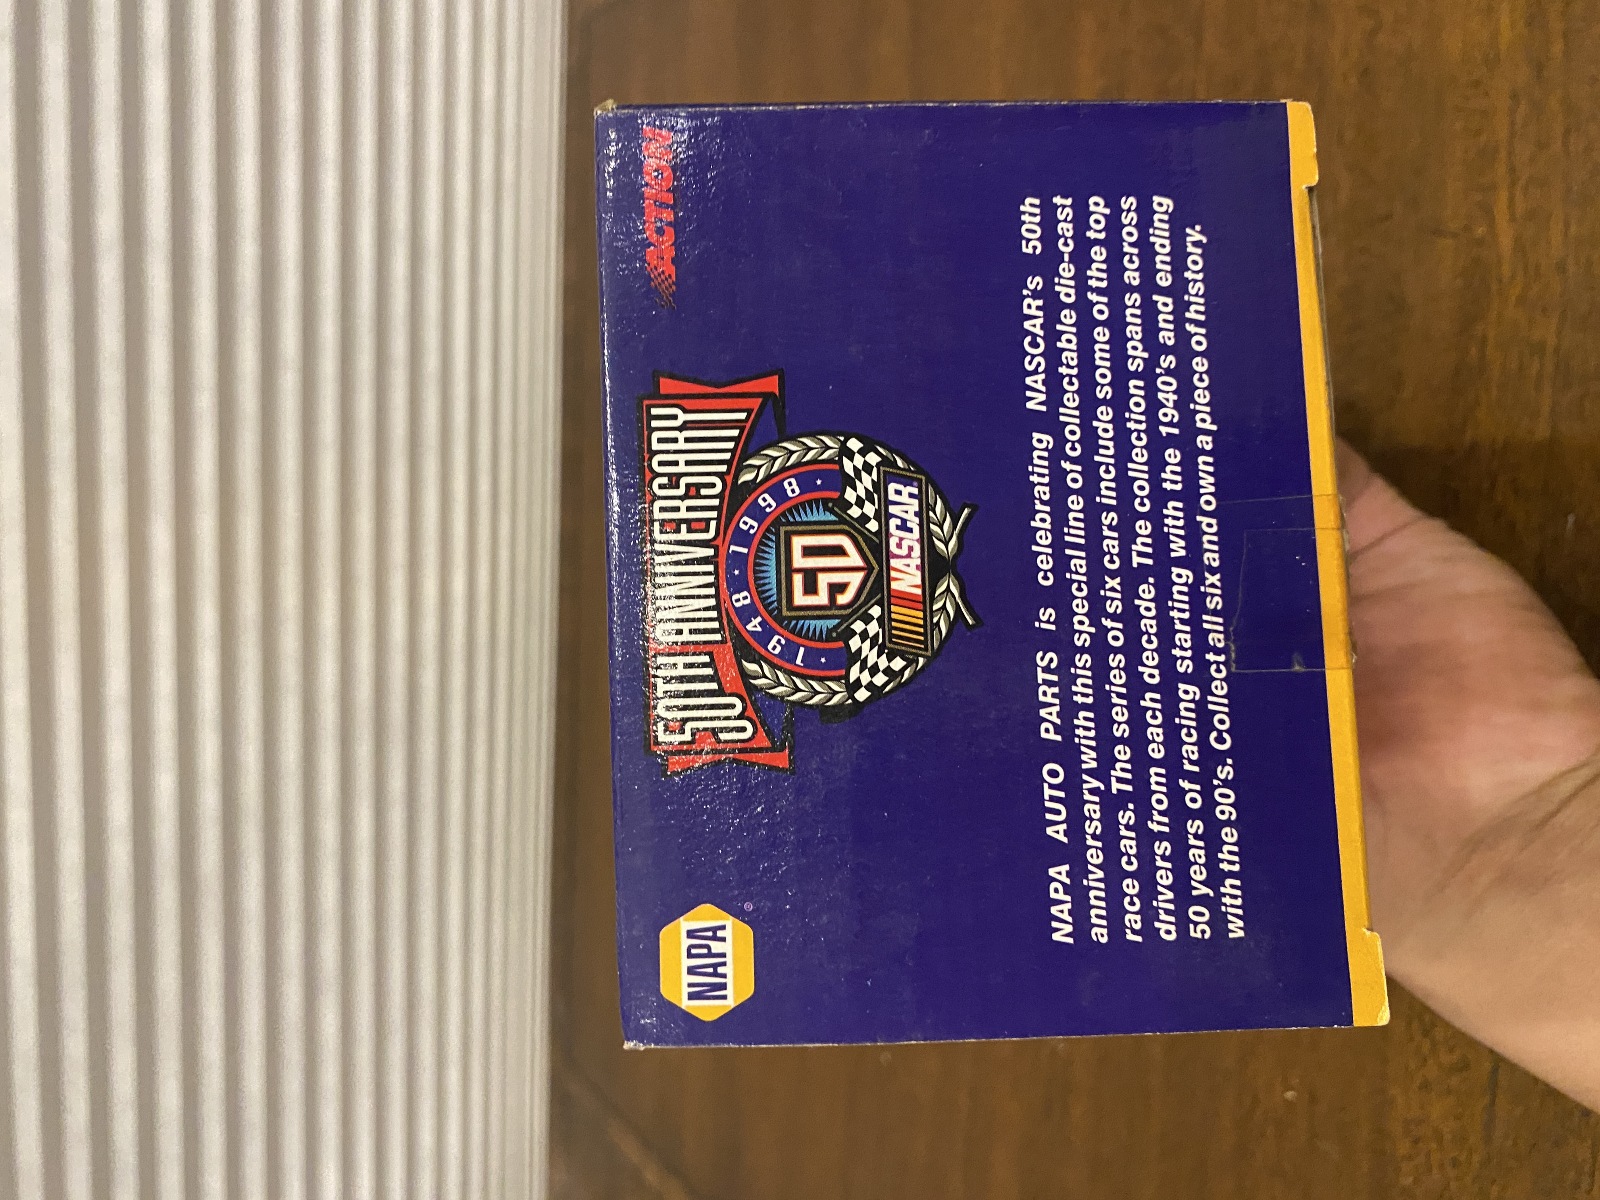 NAPA
50TH ANNIVERSARY
ACTION
1948 • 1998
50
NASCAR
NAPA AUTO PARTS is celebrating NASCAR's 50th
anniversary with this special line of collectable die-cast
race cars. The series of six cars include some of the top
drivers from each decade. The collection spans across
50 years of racing starting with the 1940's and ending
with the 90's. Collect all six and own a piece of history.